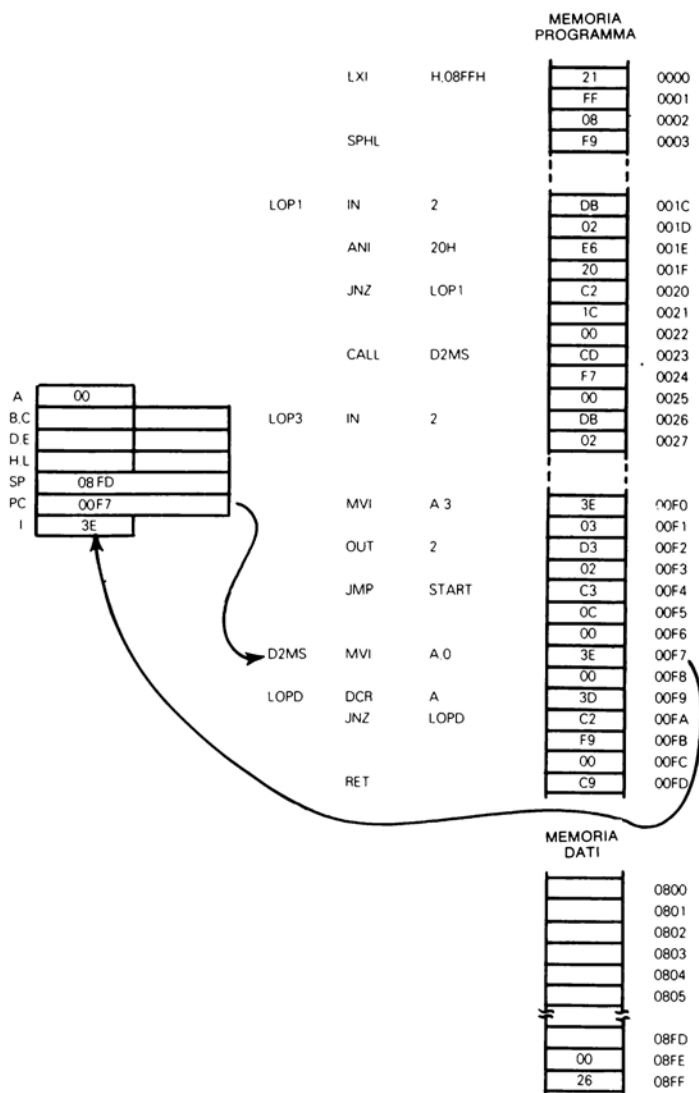 MEMORIA
PROGRAMMA
LXI H,08FFH 21 0000
FF 0001
08 0002
SPHL F9 0003
LOP1 IN 2 DB 001C
02 001D
ANI 20H E6 001E
20 001F
JNZ LOP1 C2 0020
1C 0021
00 0022
CALL D2MS CD 0023
F7 0024
00 0025
LOP3 IN 2 DB 0026
02 0027
A 00
B,C
D E
H L
SP 08FD
PC 00F7
I 3E
MVI A 3 3E 00F0
03 00F1
OUT 2 D3 00F2
02 00F3
JMP START C3 00F4
0C 00F5
00 00F6
D2MS MVI A.0 3E 00F7
00 00F8
LOPD DCR A 3D 00F9
JNZ LOPD C2 00FA
F9 00FB
00 00FC
RET C9 00FD
MEMORIA
DATI
0800
0801
0802
0803
0804
0805
08FD
00 08FE
26 08FF